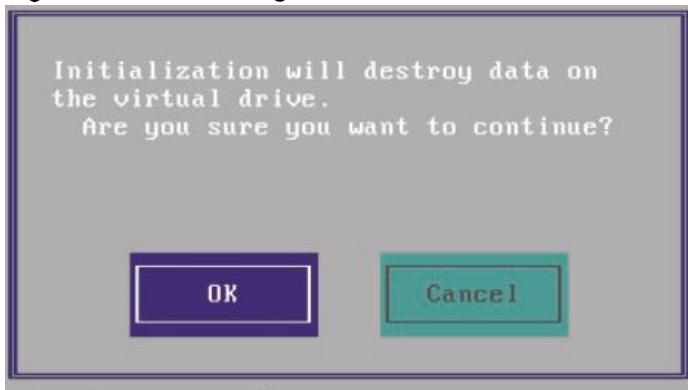 Initialization will destroy data on
the virtual drive.
Are you sure you want to continue?
OK
Cancel